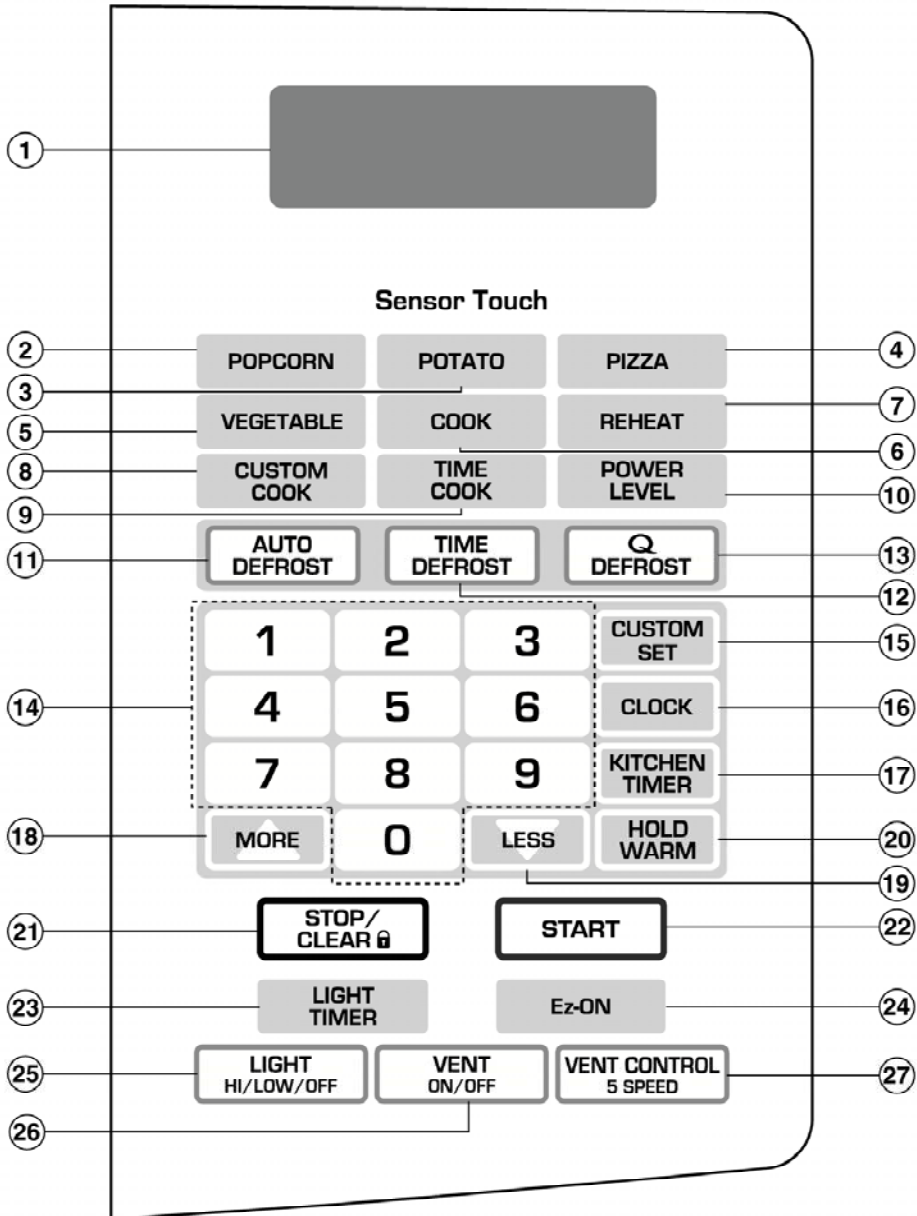 1
Sensor Touch
2
POPCORN
POTATO
PIZZA
4
3
5
VEGETABLE
COOK
REHEAT
7
6
8
CUSTOM
COOK
TIME
COOK
POWER
LEVEL
10
9
11
AUTO
DEFROST
TIME
DEFROST
Q
DEFROST
13
12
1
2
3
CUSTOM
SET
15
14
4
5
6
CLOCK
16
7
8
9
KITCHEN
TIMER
17
18
MORE
0
LESS
HOLD
WARM
20
19
21
STOP/
CLEAR
START
22
23
LIGHT
TIMER
Ez-ON
24
25
LIGHT
HI/LOW/OFF
VENT
ON/OFF
VENT CONTROL
5 SPEED
27
26